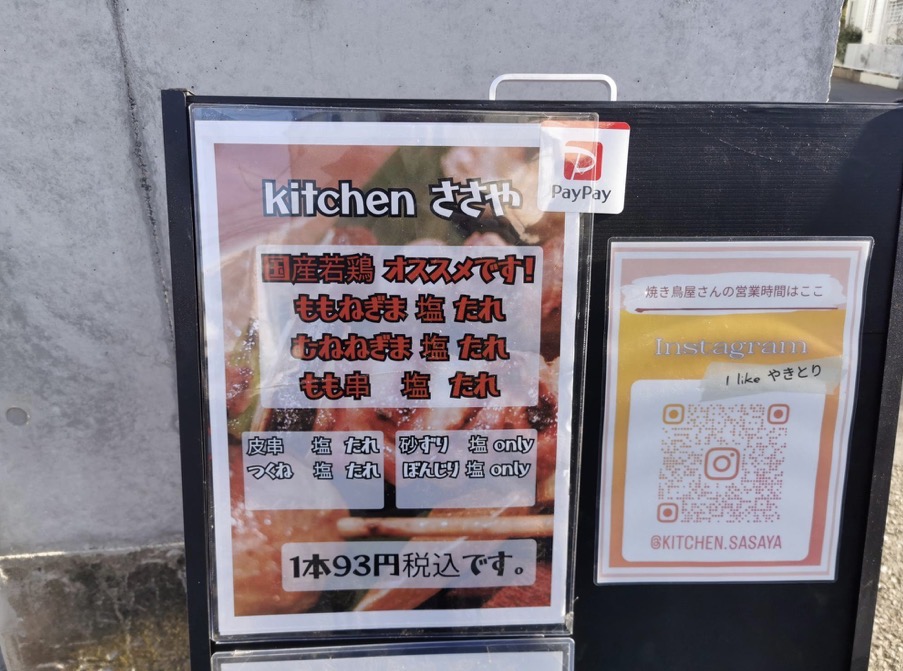 kitchen ささや
PayPay
国産若鶏 オススメです!
ももねぎま 塩 たれ
むねねぎま 塩 たれ
もも串 塩 たれ
皮串 塩 たれ
つくね 塩 たれ
砂ずり 塩 only
ぼんじり 塩 only
1本93円税込です。
焼き鳥屋さんの営業時間はここ
Instagram
I like やきとり
@KITCHEN.SASAYA